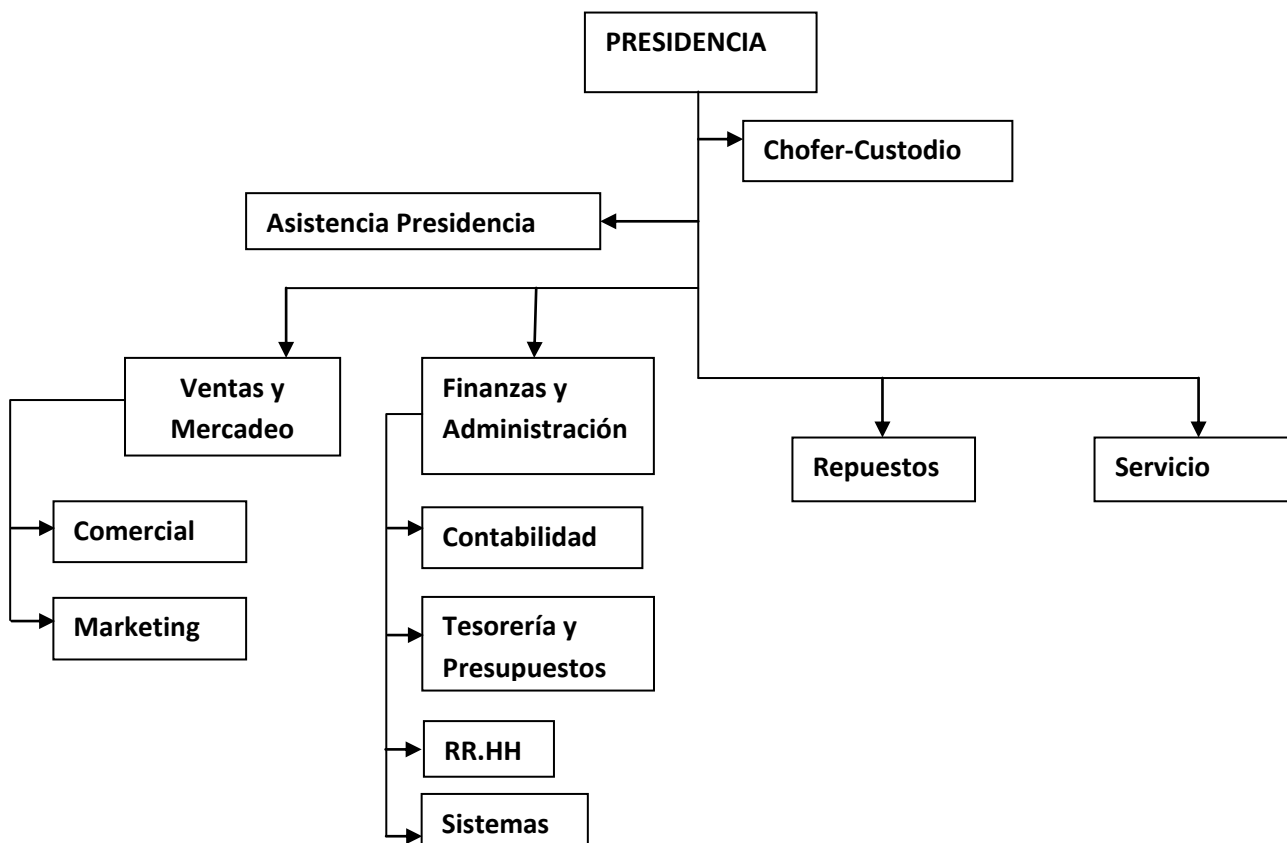 PRESIDENCIA
Chofer-Custodio
Asistencia Presidencia
Ventas y
Mercadeo
Finanzas y
Administración
Repuestos
Servicio
Comercial
Contabilidad
Marketing
Tesorería y
Presupuestos
RR.HH
Sistemas